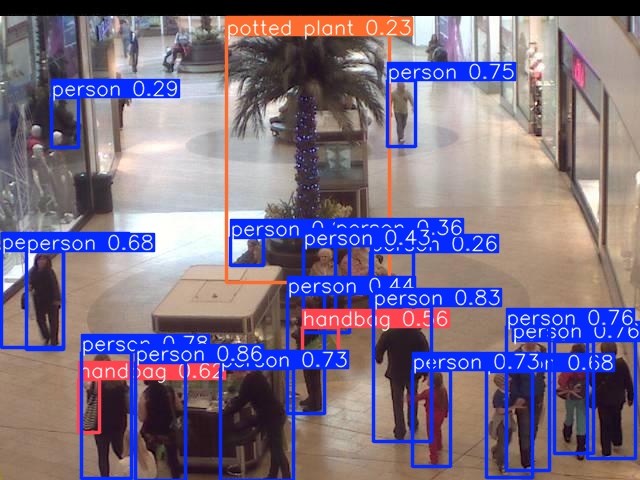 potted plant 0.23
person 0.75
person 0.29
person 0.36
person 0.68
0.43
0.26
0.44
person 0.83
handbag 0.56
person 0.76
0.76
person 0.78
person 0.86
person 0.73
person 0.73
0.68
handbag 0.62